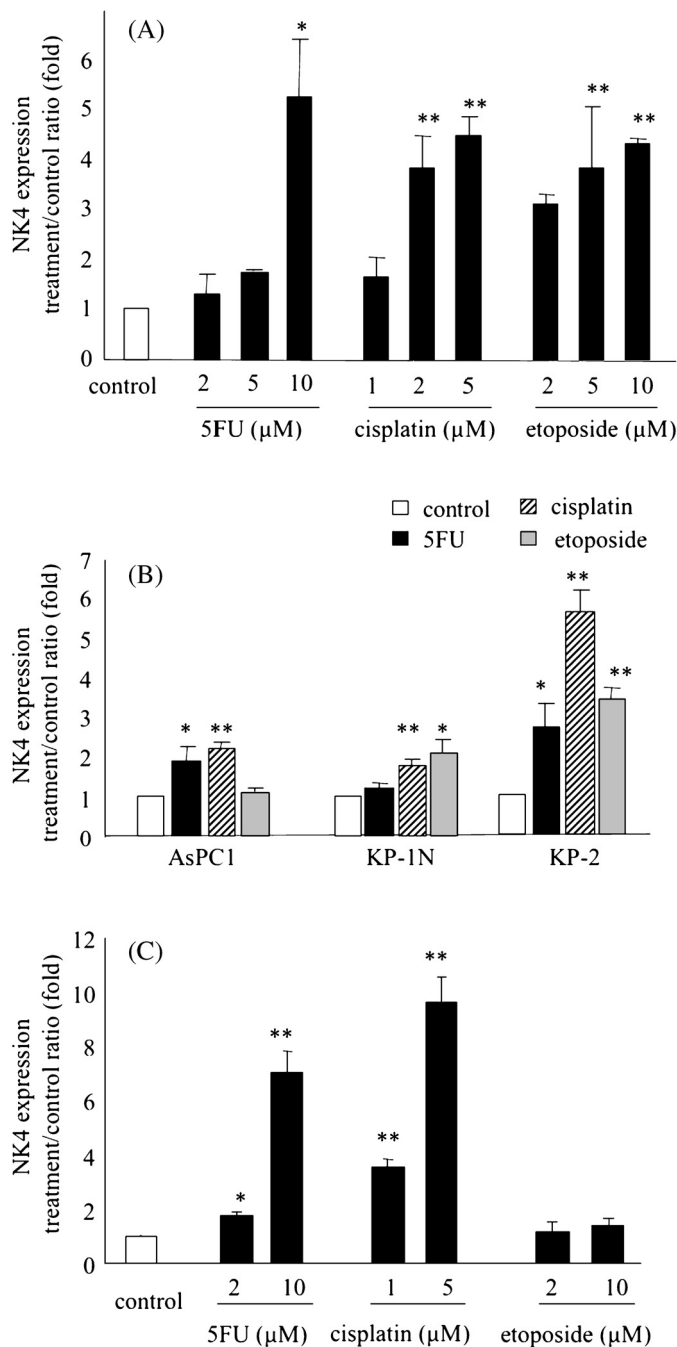 (A)
NK4 expression
treatment/control ratio (fold)
6
5
4
3
2
1
0
*
** **
** **
control
2 5 10
1 2 5
2 5 10
5FU (µM)
cisplatin (µM)
etoposide (µM)
control
cisplatin
5FU
etoposide
(B)
NK4 expression
treatment/control ratio (fold)
7
6
5
4
3
2
1
0
* **
** *
* ** **
AsPC1
KP-1N
KP-2
(C)
NK4 expression
treatment/control ratio (fold)
12
10
8
6
4
2
0
* **
** **
control
2 10
1 5
2 10
5FU (µM)
cisplatin (µM)
etoposide (µM)